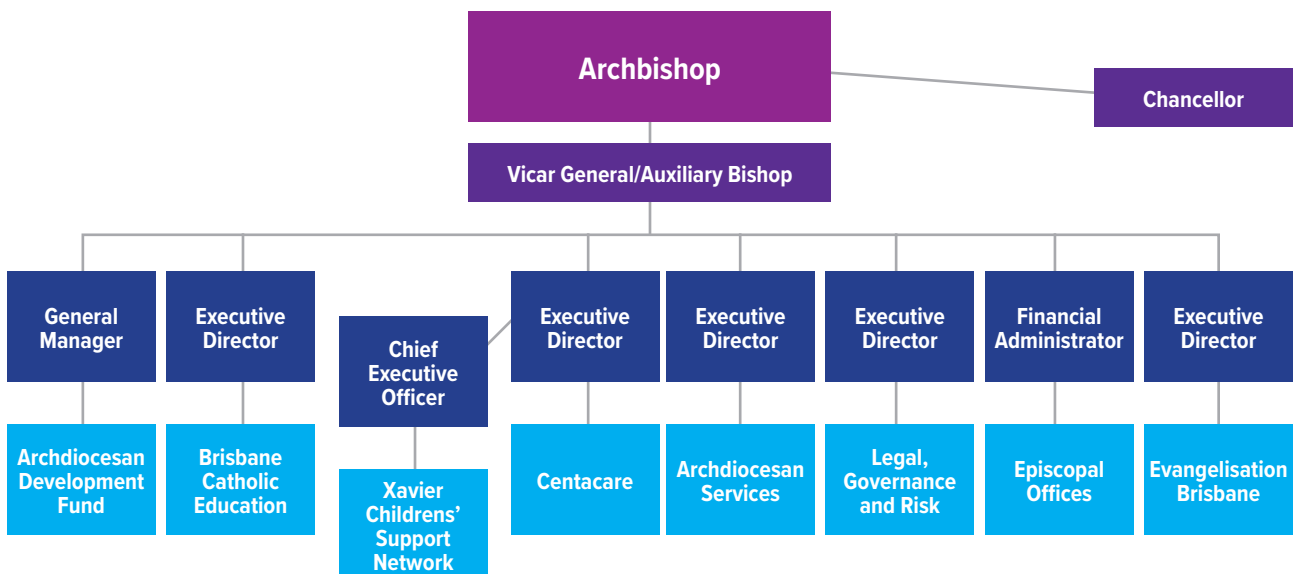 Archbishop
Chancellor
Vicar General/Auxiliary Bishop
General
Manager
Executive
Director
Chief
Executive
Officer
Executive
Director
Executive
Director
Executive
Director
Financial
Administrator
Executive
Director
Archdiocesan
Development
Fund
Brisbane
Catholic
Education
Xavier
Childrens’
Support
Network
Centacare
Archdiocesan
Services
Legal,
Governance
and Risk
Episcopal
Offices
Evangelisation
Brisbane